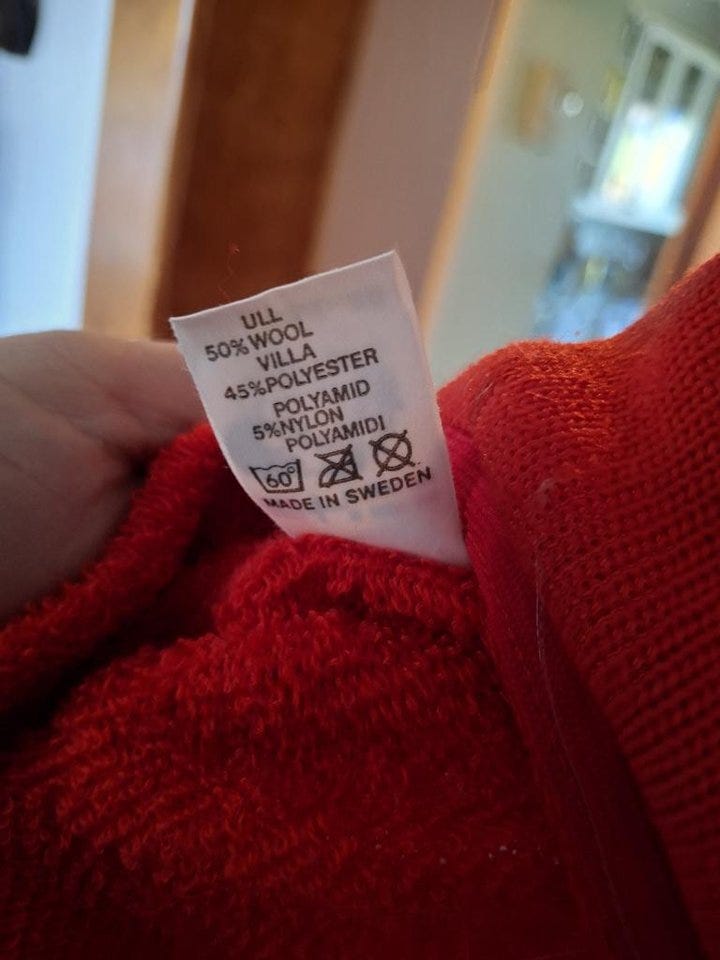 ULL
50% WOOL
VILLA
45% POLYESTER
POLYAMID
5% NYLON
POLYAMIDI
60°
MADE IN SWEDEN